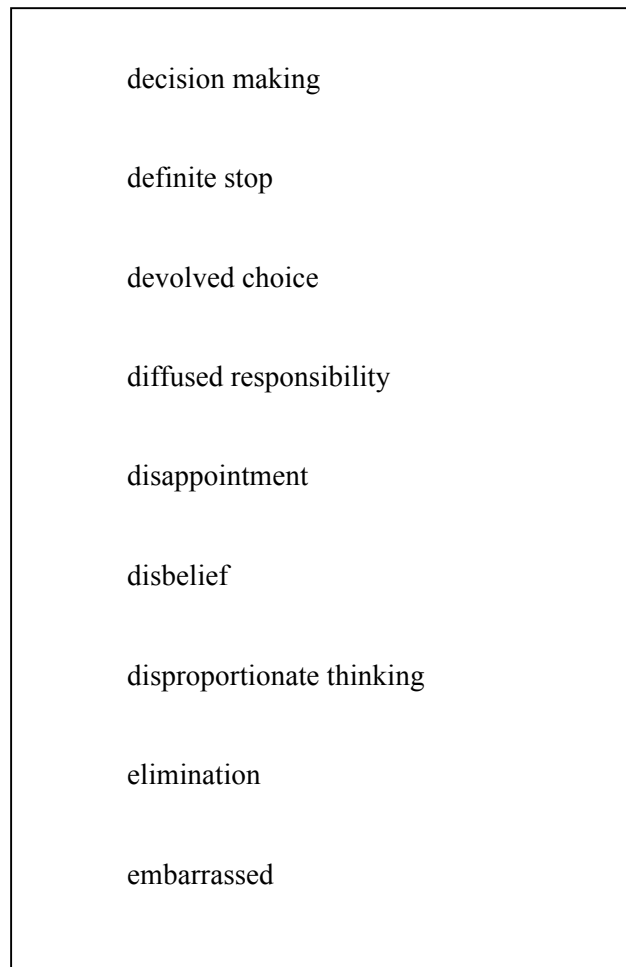 decision making
definite stop
devolved choice
diffused responsibility
disappointment
disbelief
disproportionate thinking
elimination
embarrassed